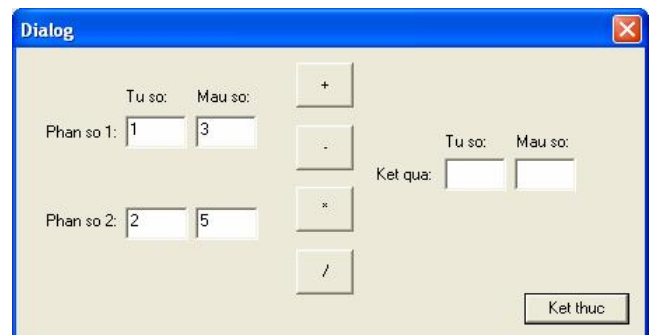 Dialog
+
Tu so: Mau so:
Phan so 1: 1 3
-
Tu so: Mau so:
Ket qua:
*
Phan so 2: 2 5
/
Ket thuc